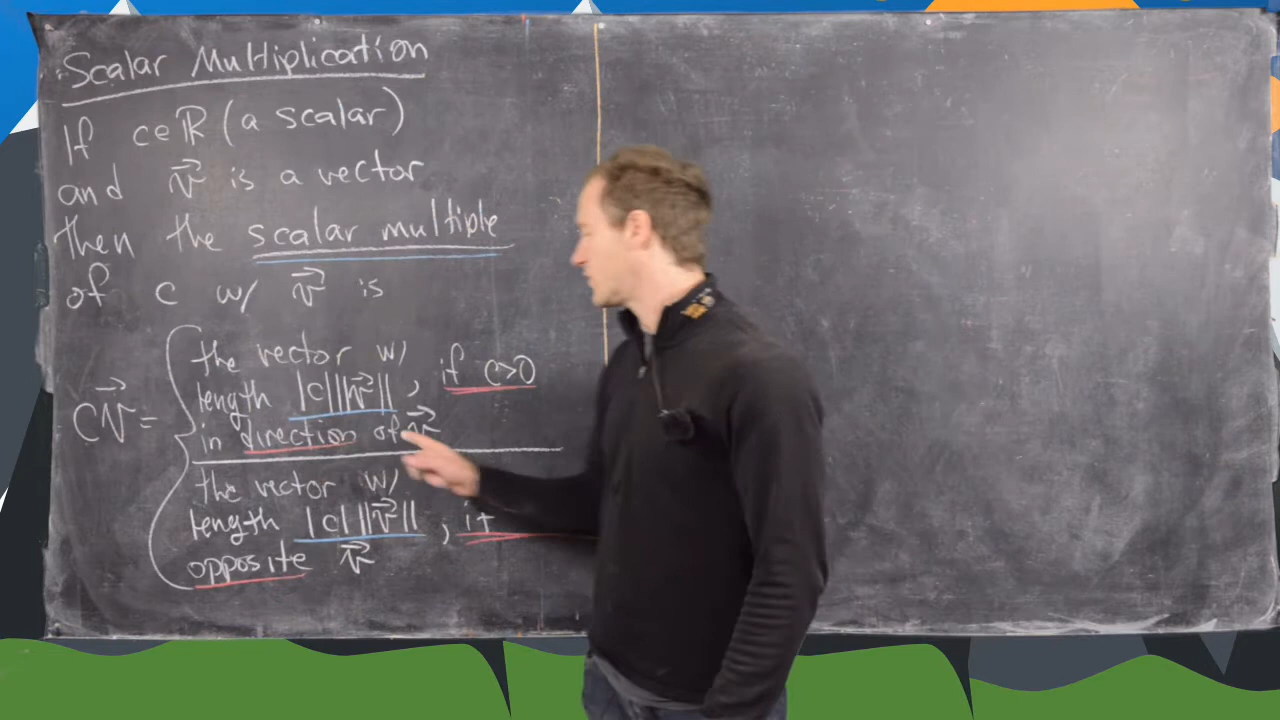 Scalar Multiplication
If c∈ℝ (a scalar)
and v⃗ is a vector
then the scalar multiple
of c w/ v⃗ is
cv⃗ =
the vector w/
length |c|‖v⃗‖, if c>0
in direction of v⃗
the vector w/
length |c|‖v⃗‖, if
opposite v⃗